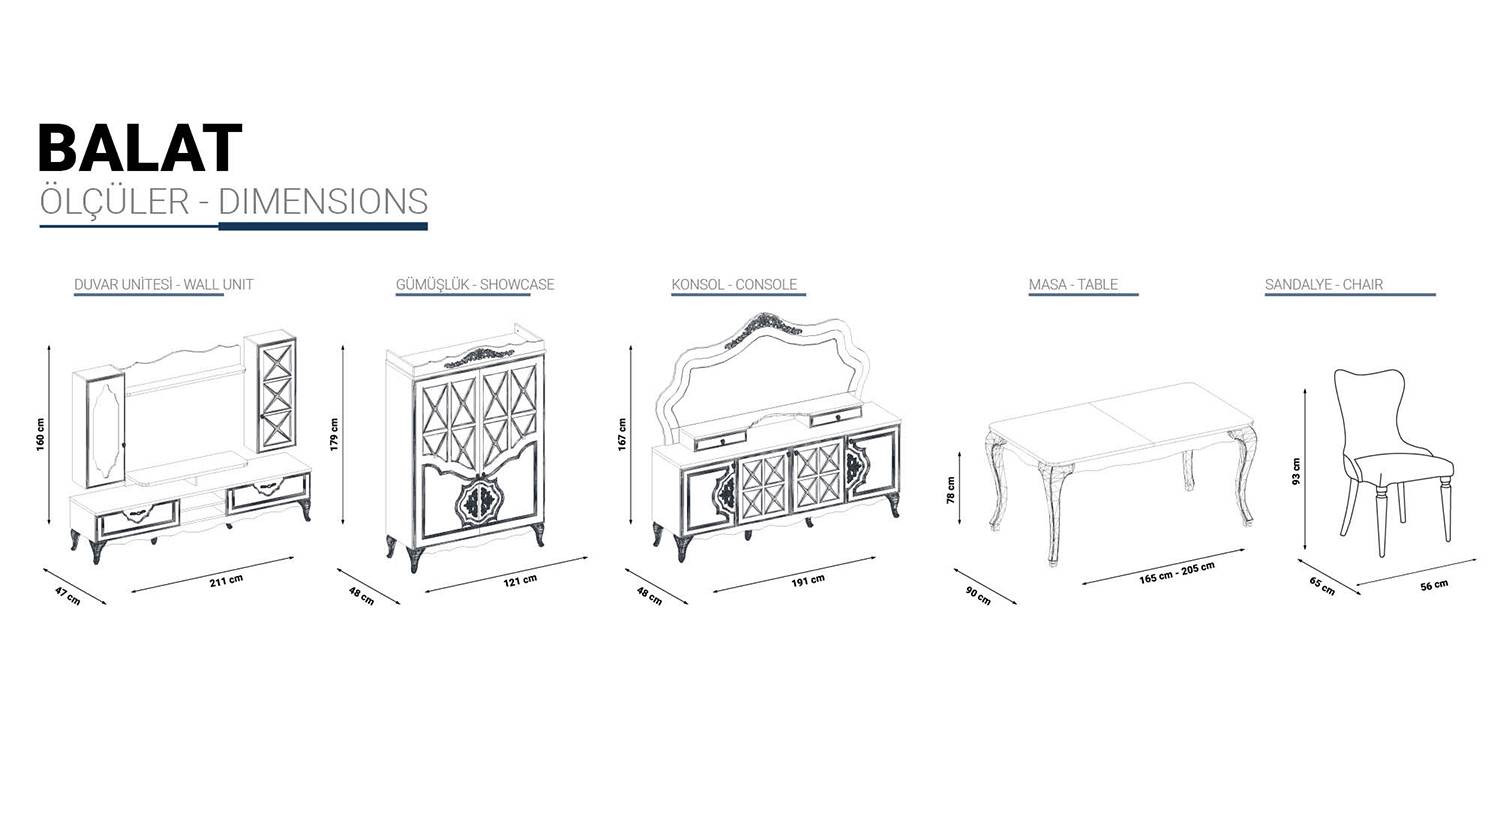 BALAT
ÖLÇÜLER - DIMENSIONS
DUVAR UNİTESİ - WALL UNIT
160 cm
47 cm
211 cm
GÜMÜŞLÜK - SHOWCASE
179 cm
48 cm
121 cm
KONSOL - CONSOLE
167 cm
48 cm
191 cm
MASA - TABLE
78 cm
90 cm
165 cm - 205 cm
SANDALYE - CHAIR
93 cm
65 cm
56 cm